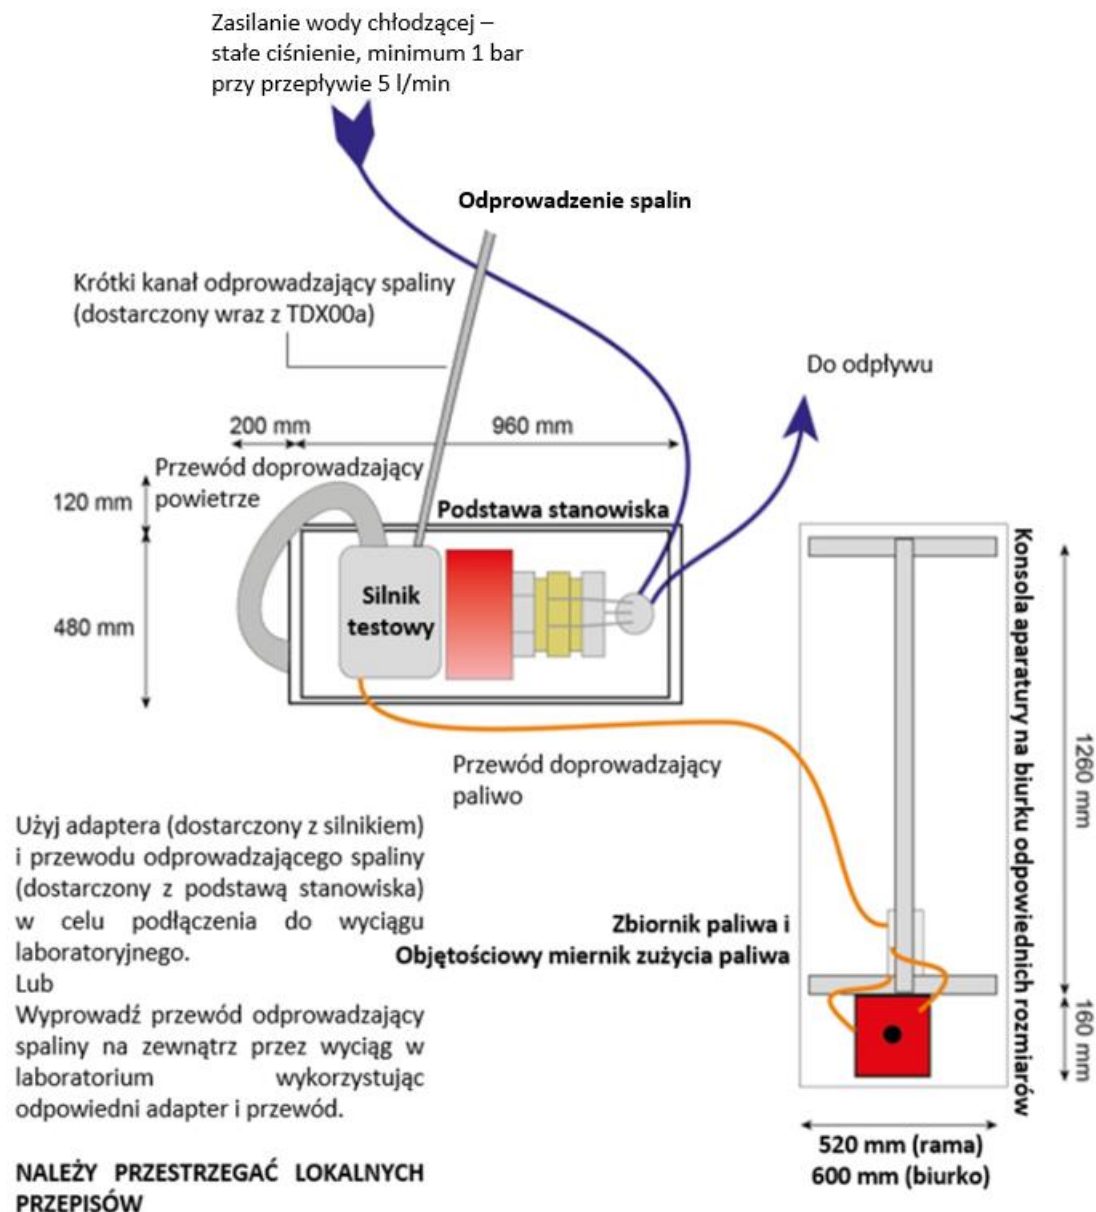 Zasilanie wody chłodzącej –
stałe ciśnienie, minimum 1 bar
przy przepływie 5 l/min
Odprowadzenie spalin
Krótki kanał odprowadzający spaliny
(dostarczony wraz z TDX00a)
Do odpływu
200 mm
960 mm
Przewód doprowadzający
powietrze
120 mm
Podstawa stanowiska
Silnik
testowy
480 mm
Konsola aparatury na biurku odpowiednich rozmiarów
1260 mm
160 mm
Przewód doprowadzający
paliwo
Zbiornik paliwa i
Objętościowy miernik zużycia paliwa
520 mm (rama)
600 mm (biurko)
Użyj adaptera (dostarczony z silnikiem)
i przewodu odprowadzającego spaliny
(dostarczony z podstawą stanowiska)
w celu podłączenia do wyciągu
laboratoryjnego.
Lub
Wyprowadź przewód odprowadzający
spaliny na zewnątrz przez wyciąg w
laboratorium wykorzystując
odpowiedni adapter i przewód.
NALEŻY PRZESTRZEGAĆ LOKALNYCH
PRZEPISÓW